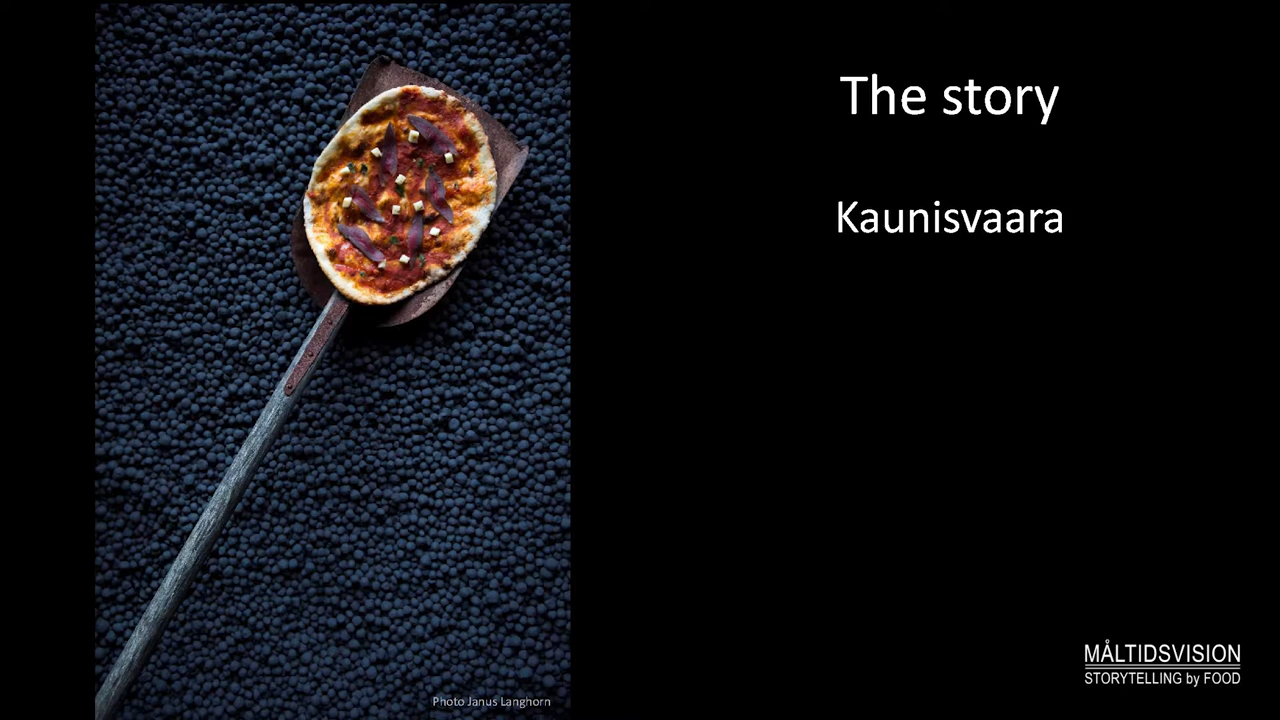 The story
Kaunisvaara
Photo Janus Langhorn
MÅLTIDSVISION
STORYTELLING by FOOD